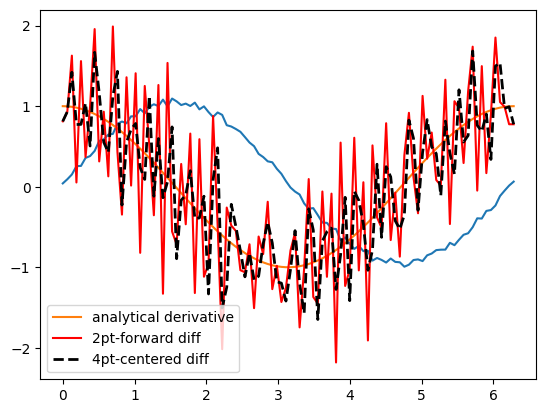 2
1
0
−1
−2
analytical derivative
2pt-forward diff
4pt-centered diff
0 1 2 3 4 5 6